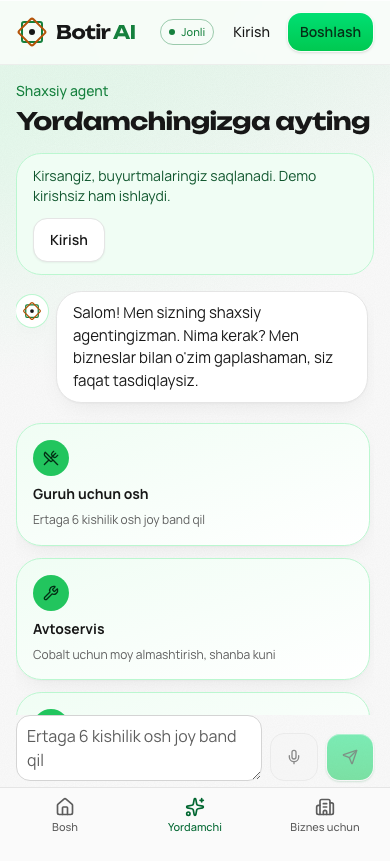 Botir AI
Jonli
Kirish
Boshlash
Shaxsiy agent
Yordamchingizga ayting
Kirsangiz, buyurtmalaringiz saqlanadi. Demo
kirishsiz ham ishlaydi.
Kirish
Salom! Men sizning shaxsiy
agentingizman. Nima kerak? Men
bizneslar bilan o'zim gaplashaman, siz
faqat tasdiqlaysiz.
Guruh uchun osh
Ertaga 6 kishilik osh joy band qil
Avtoservis
Cobalt uchun moy almashtirish, shanba kuni
Ertaga 6 kishilik osh joy band
qil
Bosh
Yordamchi
Biznes uchun